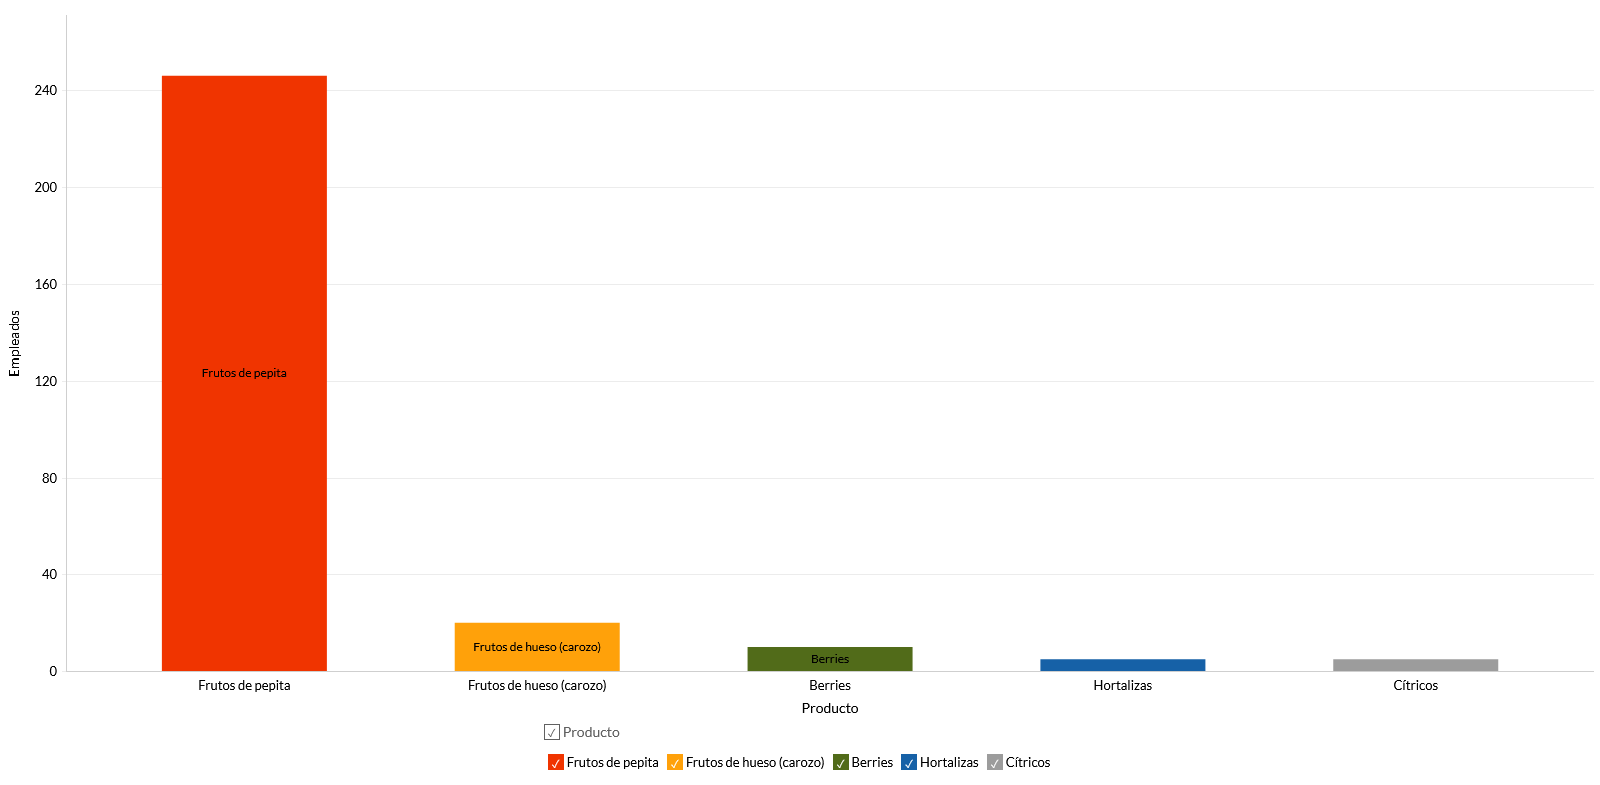 240
200
160
120
80
40
0
Empleados
Frutos de pepita
Frutos de hueso (carozo)
Berries
Frutos de pepita
Frutos de hueso (carozo)
Berries
Hortalizas
Cítricos
Producto
Producto
Frutos de pepita
Frutos de hueso (carozo)
Berries
Hortalizas
Cítricos